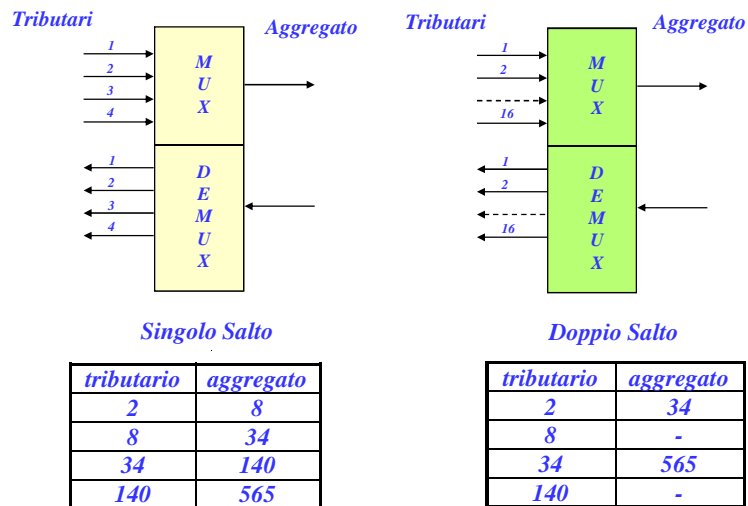 Tributari
Aggregato
1
2
3
4
M
U
X
1
2
3
4
D
E
M
U
X
Singolo Salto
tributario aggregato
2 8
8 34
34 140
140 565
Tributari
Aggregato
1
2
16
M
U
X
1
2
16
D
E
M
U
X
Doppio Salto
tributario aggregato
2 34
8 -
34 565
140 -